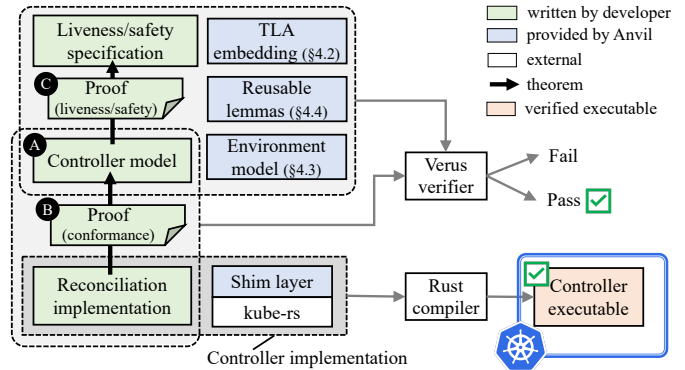 Liveness/safety
specification
TLA
embedding (§4.2)
written by developer
provided by Anvil
external
theorem
verified executable
C
Proof
(liveness/safety)
Reusable
lemmas (§4.4)
A
Controller model
Environment
model (§4.3)
Verus
verifier
Fail
Pass
B
Proof
(conformance)
Reconciliation
implementation
Shim layer
kube-rs
Rust
compiler
Controller
executable
Controller implementation